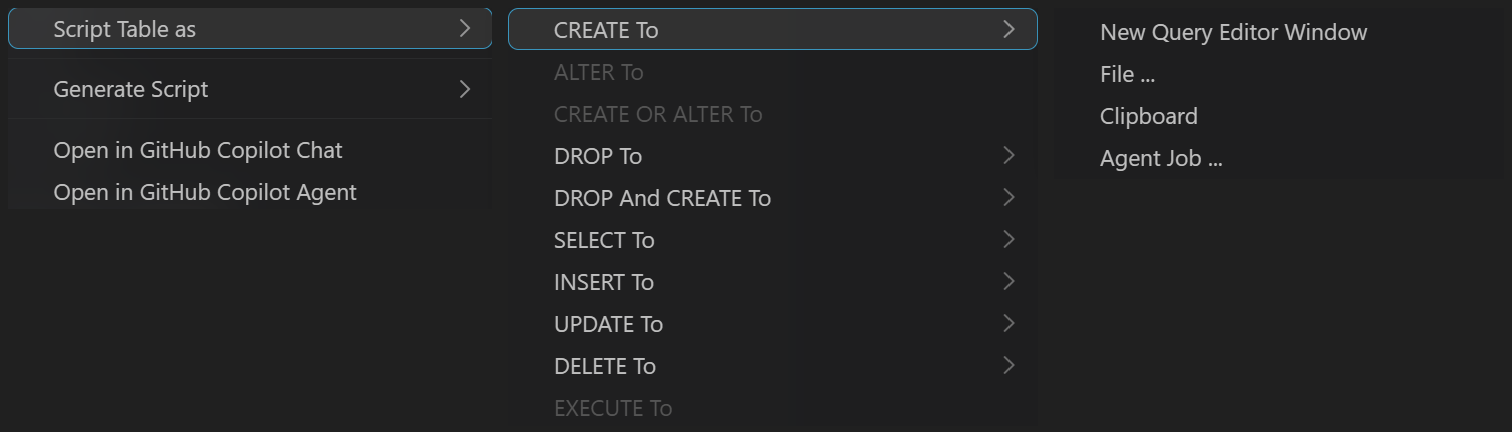 Script Table as
Generate Script
Open in GitHub Copilot Chat
Open in GitHub Copilot Agent
CREATE To
ALTER To
CREATE OR ALTER To
DROP To
DROP And CREATE To
SELECT To
INSERT To
UPDATE To
DELETE To
EXECUTE To
New Query Editor Window
File ...
Clipboard
Agent Job ...